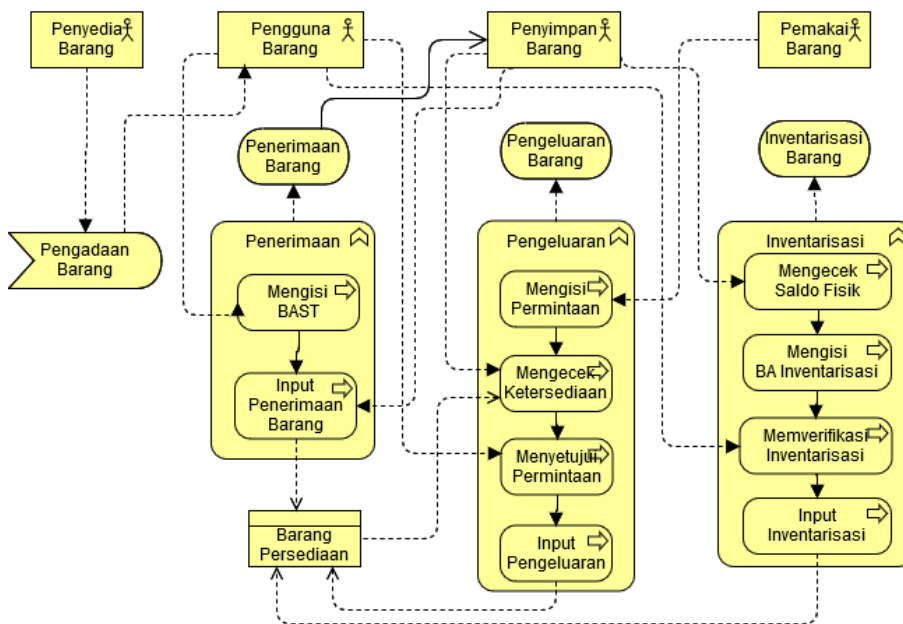 Penyedia
Barang
Pengguna
Barang
Penyimpan
Barang
Pemakai
Barang
Penerimaan
Barang
Pengeluaran
Barang
Inventarisasi
Barang
Pengadaan
Barang
Penerimaan
Mengisi
BAST
Input
Penerimaan
Barang
Barang
Persediaan
Pengeluaran
Mengisi
Permintaan
Mengecek
Ketersediaan
Menyetujui
Permintaan
Input
Pengeluaran
Inventarisasi
Mengecek
Saldo Fisik
Mengisi
BA Inventarisasi
Memverifikasi
Inventarisasi
Input
Inventarisasi